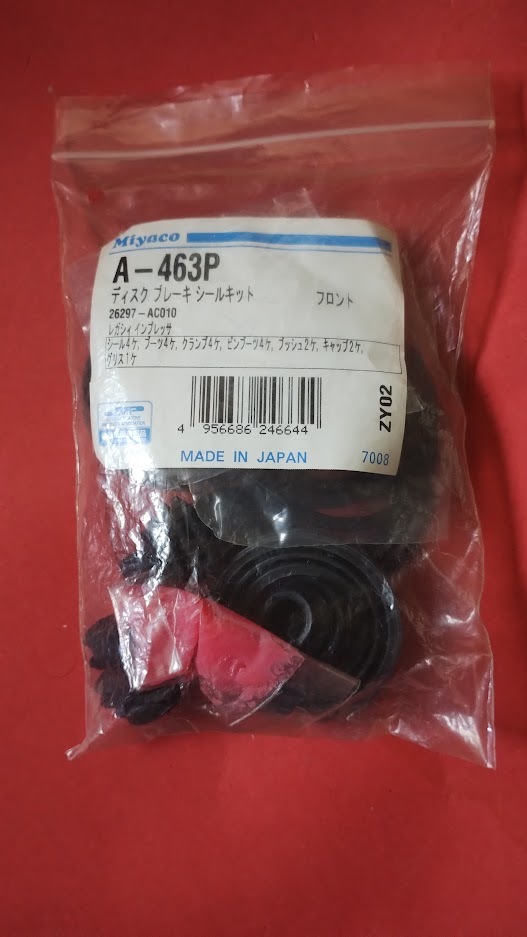 Miyaco
A-463P
ディスク ブレーキ シールキット フロント
26297-AC010
レガシィ インプレッサ
シール4ケ, ブーツ4ケ, クランプ4ケ, ピンブーツ4ケ, ブッシュ2ケ, キャップ2ケ,
グリス1ケ
ZY02
4 956686 246644
MADE IN JAPAN 7008